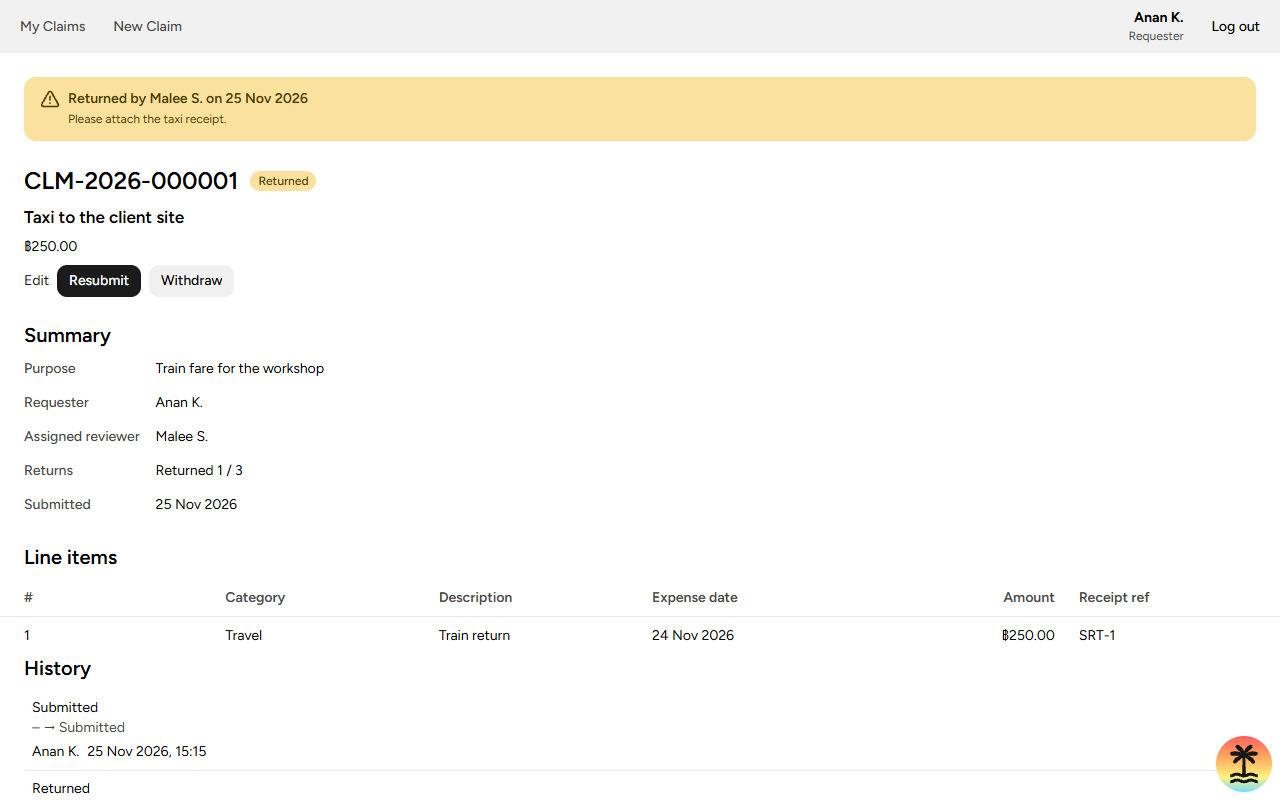 My Claims New Claim Anan K. Log out
Requester
Returned by Malee S. on 25 Nov 2026
Please attach the taxi receipt.
CLM-2026-000001 Returned
Taxi to the client site
฿250.00
Edit Resubmit Withdraw
Summary
Purpose Train fare for the workshop
Requester Anan K.
Assigned reviewer Malee S.
Returns Returned 1 / 3
Submitted 25 Nov 2026
Line items
# Category Description Expense date Amount Receipt ref
1 Travel Train return 24 Nov 2026 ฿250.00 SRT-1
History
Submitted
– → Submitted
Anan K. 25 Nov 2026, 15:15
Returned